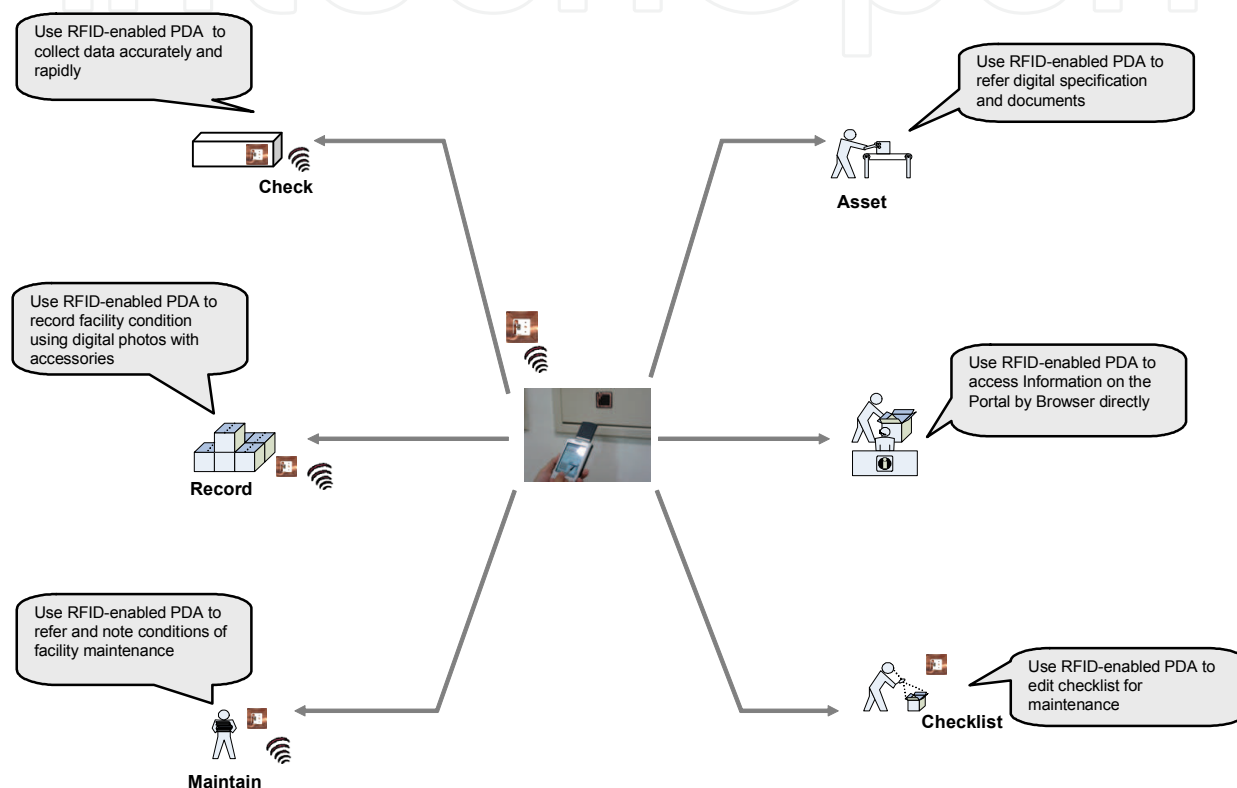 Use RFID-enabled PDA to
collect data accurately and
rapidly
Check
Use RFID-enabled PDA to
refer digital specification
and documents
Asset
Use RFID-enabled PDA to
record facility condition
using digital photos with
accessories
Record
Use RFID-enabled PDA to
access Information on the
Portal by Browser directly
Use RFID-enabled PDA to
refer and note conditions of
facility maintenance
Maintain
Use RFID-enabled PDA to
edit checklist for
maintenance
Checklist